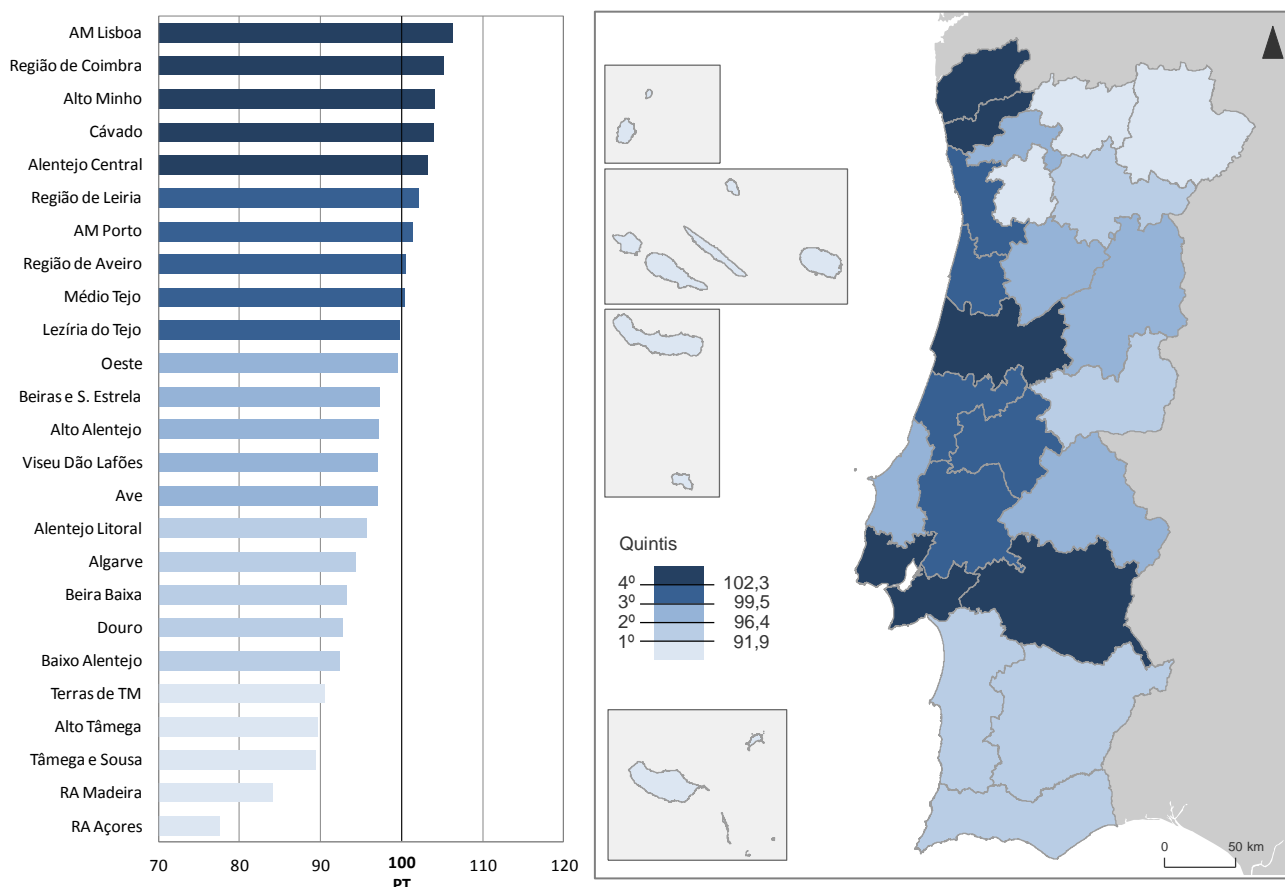 AM Lisboa
Região de Coimbra
Alto Minho
Cávado
Alentejo Central
Região de Leiria
AM Porto
Região de Aveiro
Médio Tejo
Lezíria do Tejo
Oeste
Beiras e S. Estrela
Alto Alentejo
Viseu Dão Lafões
Ave
Alentejo Litoral
Algarve
Beira Baixa
Douro
Baixo Alentejo
Terras de TM
Alto Tâmega
Tâmega e Sousa
RA Madeira
RA Açores
70 80 90 100 110 120
PT
Quintis
4º 102,3
3º 99,5
2º 96,4
1º 91,9
0 50 km